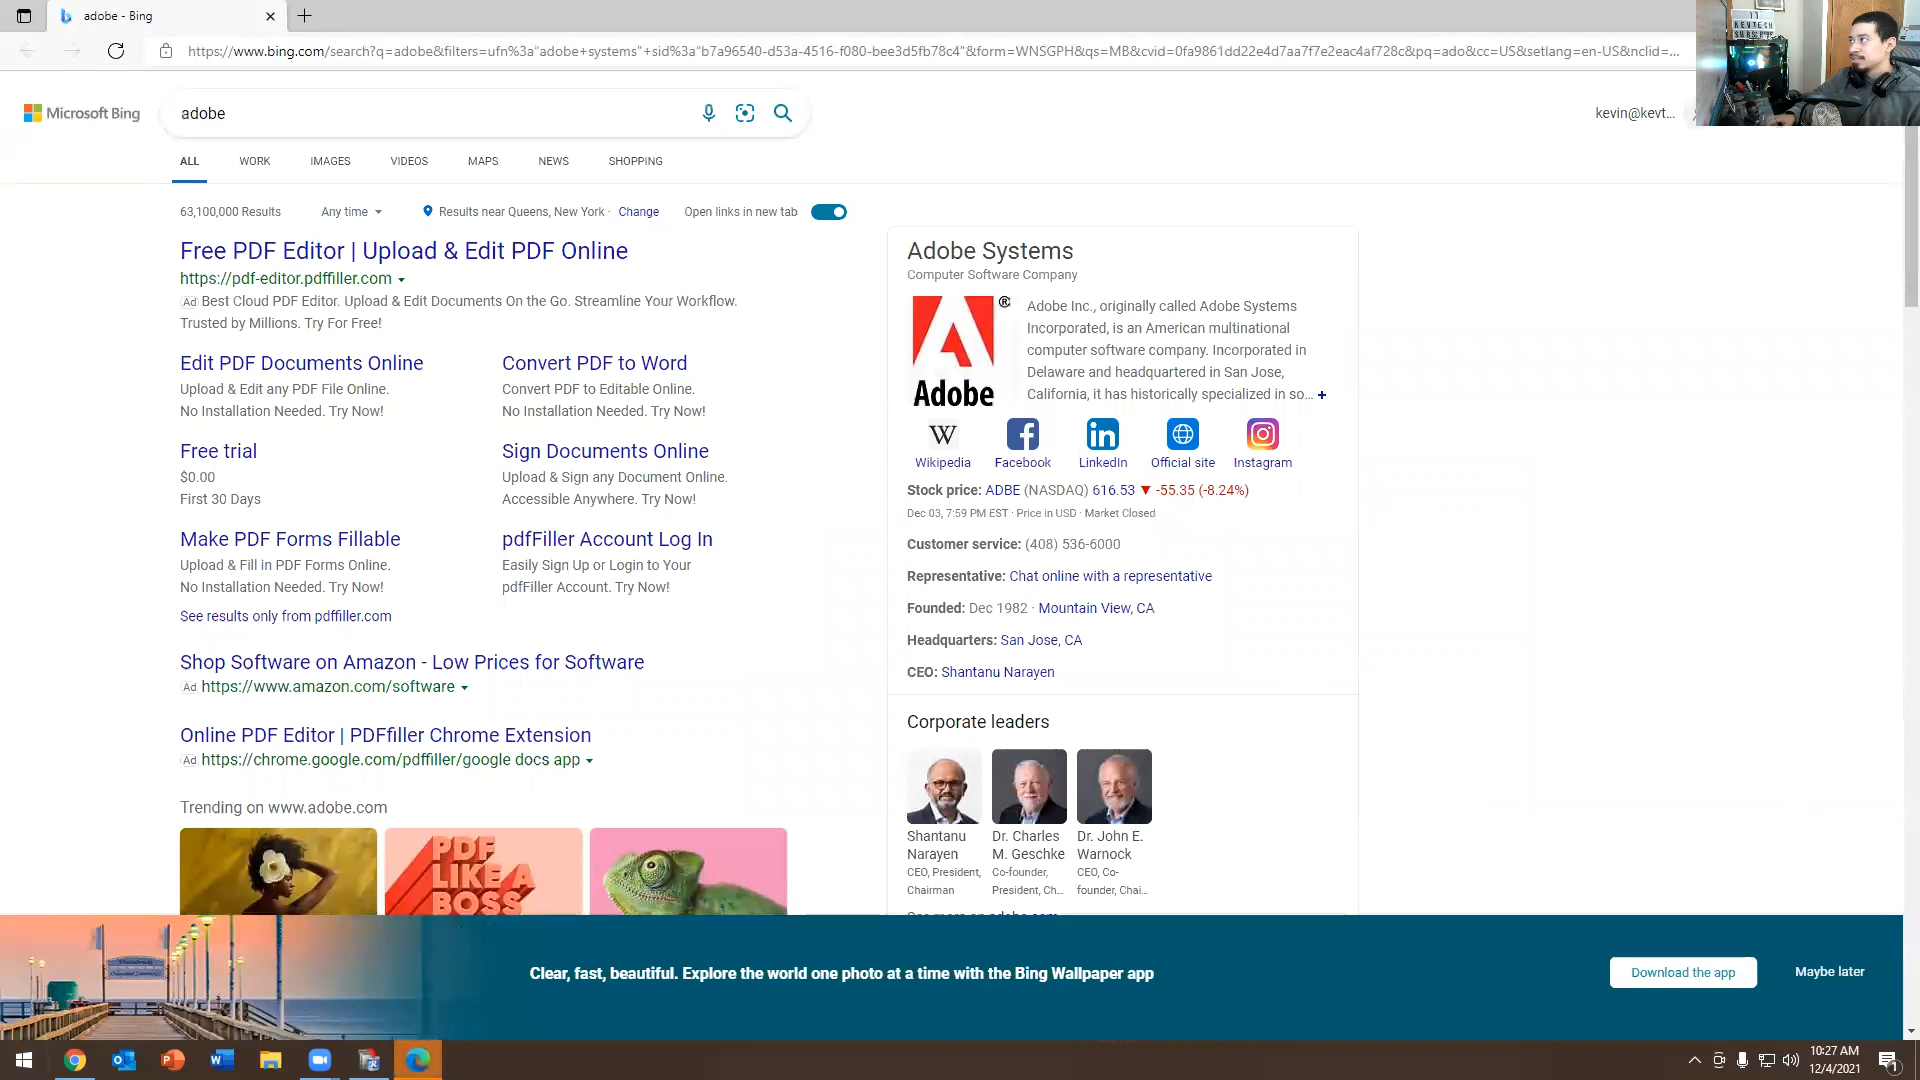 adobe - Bing
https://www.bing.com/search?q=adobe&filters=ufn%3a"adobe+systems"+sid%3a"b7a96540-d53a-4516-f080-bee3d5fb78c4"&form=WNSGPH&qs=MB&cvid=0fa9861dd22e4d7aa7f7e2eac4af728c&pq=ado&cc=US&setlang=en-US&nclid=...
KEVTECH
SUBSCRIBE
Microsoft Bing
adobe
kevin@kevt...
ALL WORK IMAGES VIDEOS MAPS NEWS SHOPPING
63,100,000 Results Any time Results near Queens, New York · Change Open links in new tab
Free PDF Editor | Upload & Edit PDF Online
https://pdf-editor.pdffiller.com
Ad Best Cloud PDF Editor. Upload & Edit Documents On the Go. Streamline Your Workflow.
Trusted by Millions. Try For Free!
Edit PDF Documents Online
Upload & Edit any PDF File Online.
No Installation Needed. Try Now!
Convert PDF to Word
Convert PDF to Editable Online.
No Installation Needed. Try Now!
Free trial
$0.00
First 30 Days
Sign Documents Online
Upload & Sign any Document Online.
Accessible Anywhere. Try Now!
Make PDF Forms Fillable
Upload & Fill in PDF Forms Online.
No Installation Needed. Try Now!
pdfFiller Account Log In
Easily Sign Up or Login to Your
pdfFiller Account. Try Now!
See results only from pdffiller.com
Shop Software on Amazon - Low Prices for Software
Ad https://www.amazon.com/software
Online PDF Editor | PDFfiller Chrome Extension
Ad https://chrome.google.com/pdffiller/google docs app
Trending on www.adobe.com
PDF
LIKE A
BOSS
Adobe Systems
Computer Software Company
Adobe
Adobe Inc., originally called Adobe Systems
Incorporated, is an American multinational
computer software company. Incorporated in
Delaware and headquartered in San Jose,
California, it has historically specialized in so... +
Wikipedia Facebook LinkedIn Official site Instagram
Stock price: ADBE (NASDAQ) 616.53 ▼ -55.35 (-8.24%)
Dec 03, 7:59 PM EST · Price in USD · Market Closed
Customer service: (408) 536-6000
Representative: Chat online with a representative
Founded: Dec 1982 · Mountain View, CA
Headquarters: San Jose, CA
CEO: Shantanu Narayen
Corporate leaders
Shantanu
Narayen
CEO, President,
Chairman
Dr. Charles
M. Geschke
Co-founder,
President, Ch...
Dr. John E.
Warnock
CEO, Co-
founder, Chai...
See more on adobe.com
Clear, fast, beautiful. Explore the world one photo at a time with the Bing Wallpaper app
Download the app
Maybe later
10:27 AM
12/4/2021